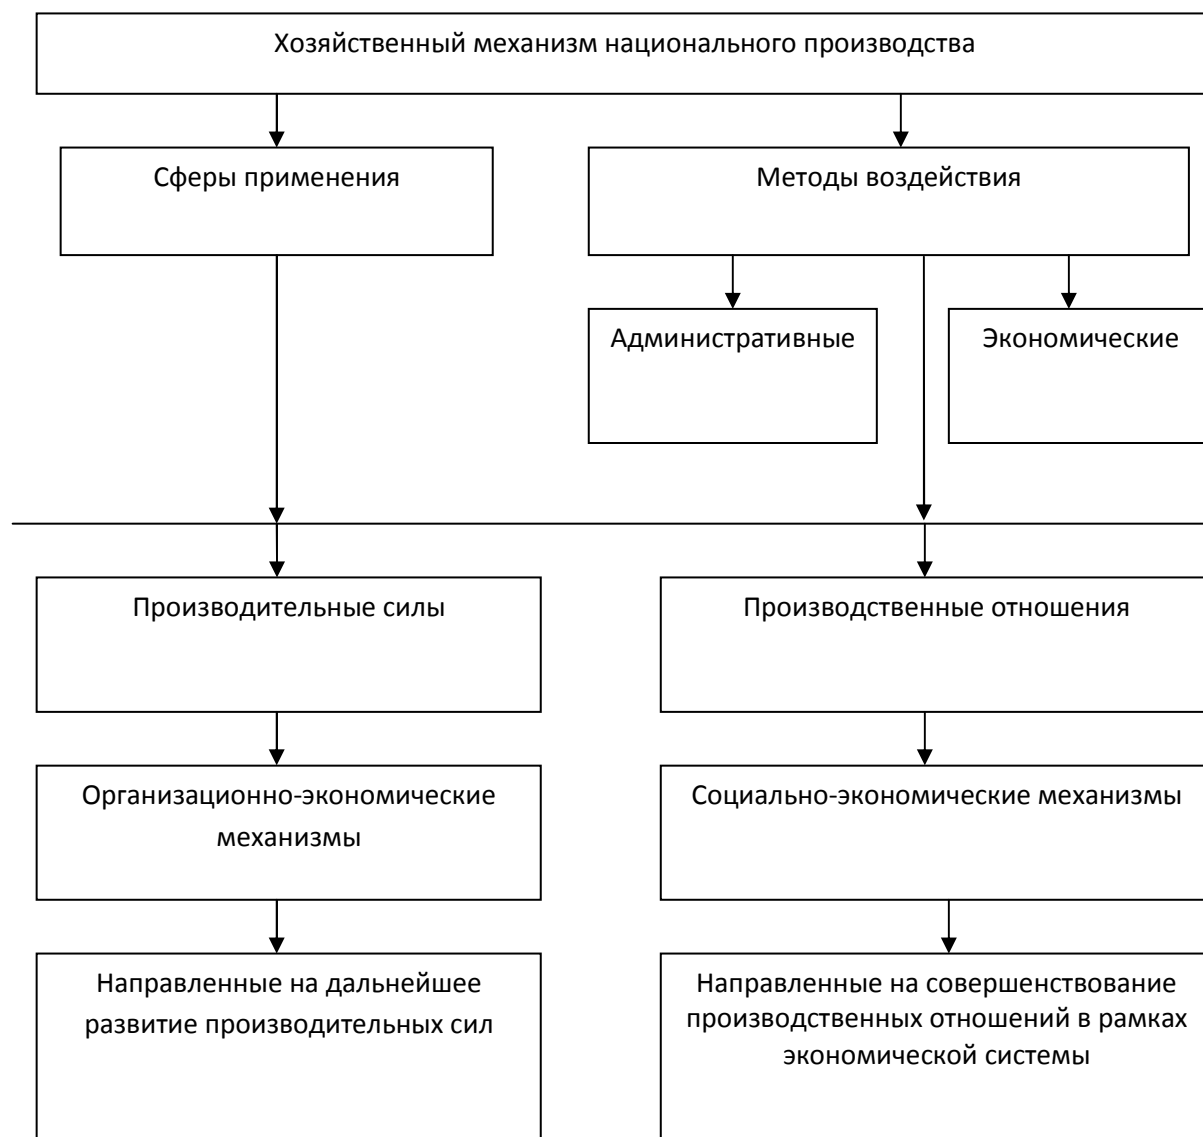 Хозяйственный механизм национального производства
Сферы применения
Методы воздействия
Административные
Экономические
Производительные силы
Производственные отношения
Организационно-экономические
механизмы
Социально-экономические механизмы
Направленные на дальнейшее
развитие производительных сил
Направленные на совершенствование
производственных отношений в рамках
экономической системы